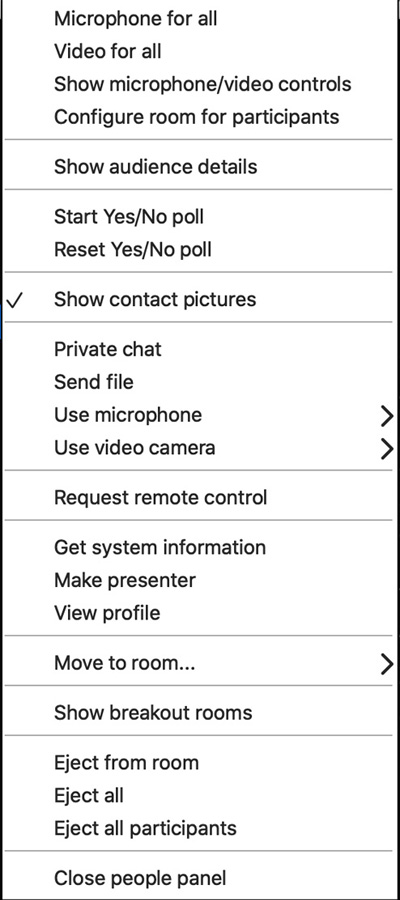 Microphone for all
Video for all
Show microphone/video controls
Configure room for participants
Show audience details
Start Yes/No poll
Reset Yes/No poll
Show contact pictures
Private chat
Send file
Use microphone
Use video camera
Request remote control
Get system information
Make presenter
View profile
Move to room...
Show breakout rooms
Eject from room
Eject all
Eject all participants
Close people panel